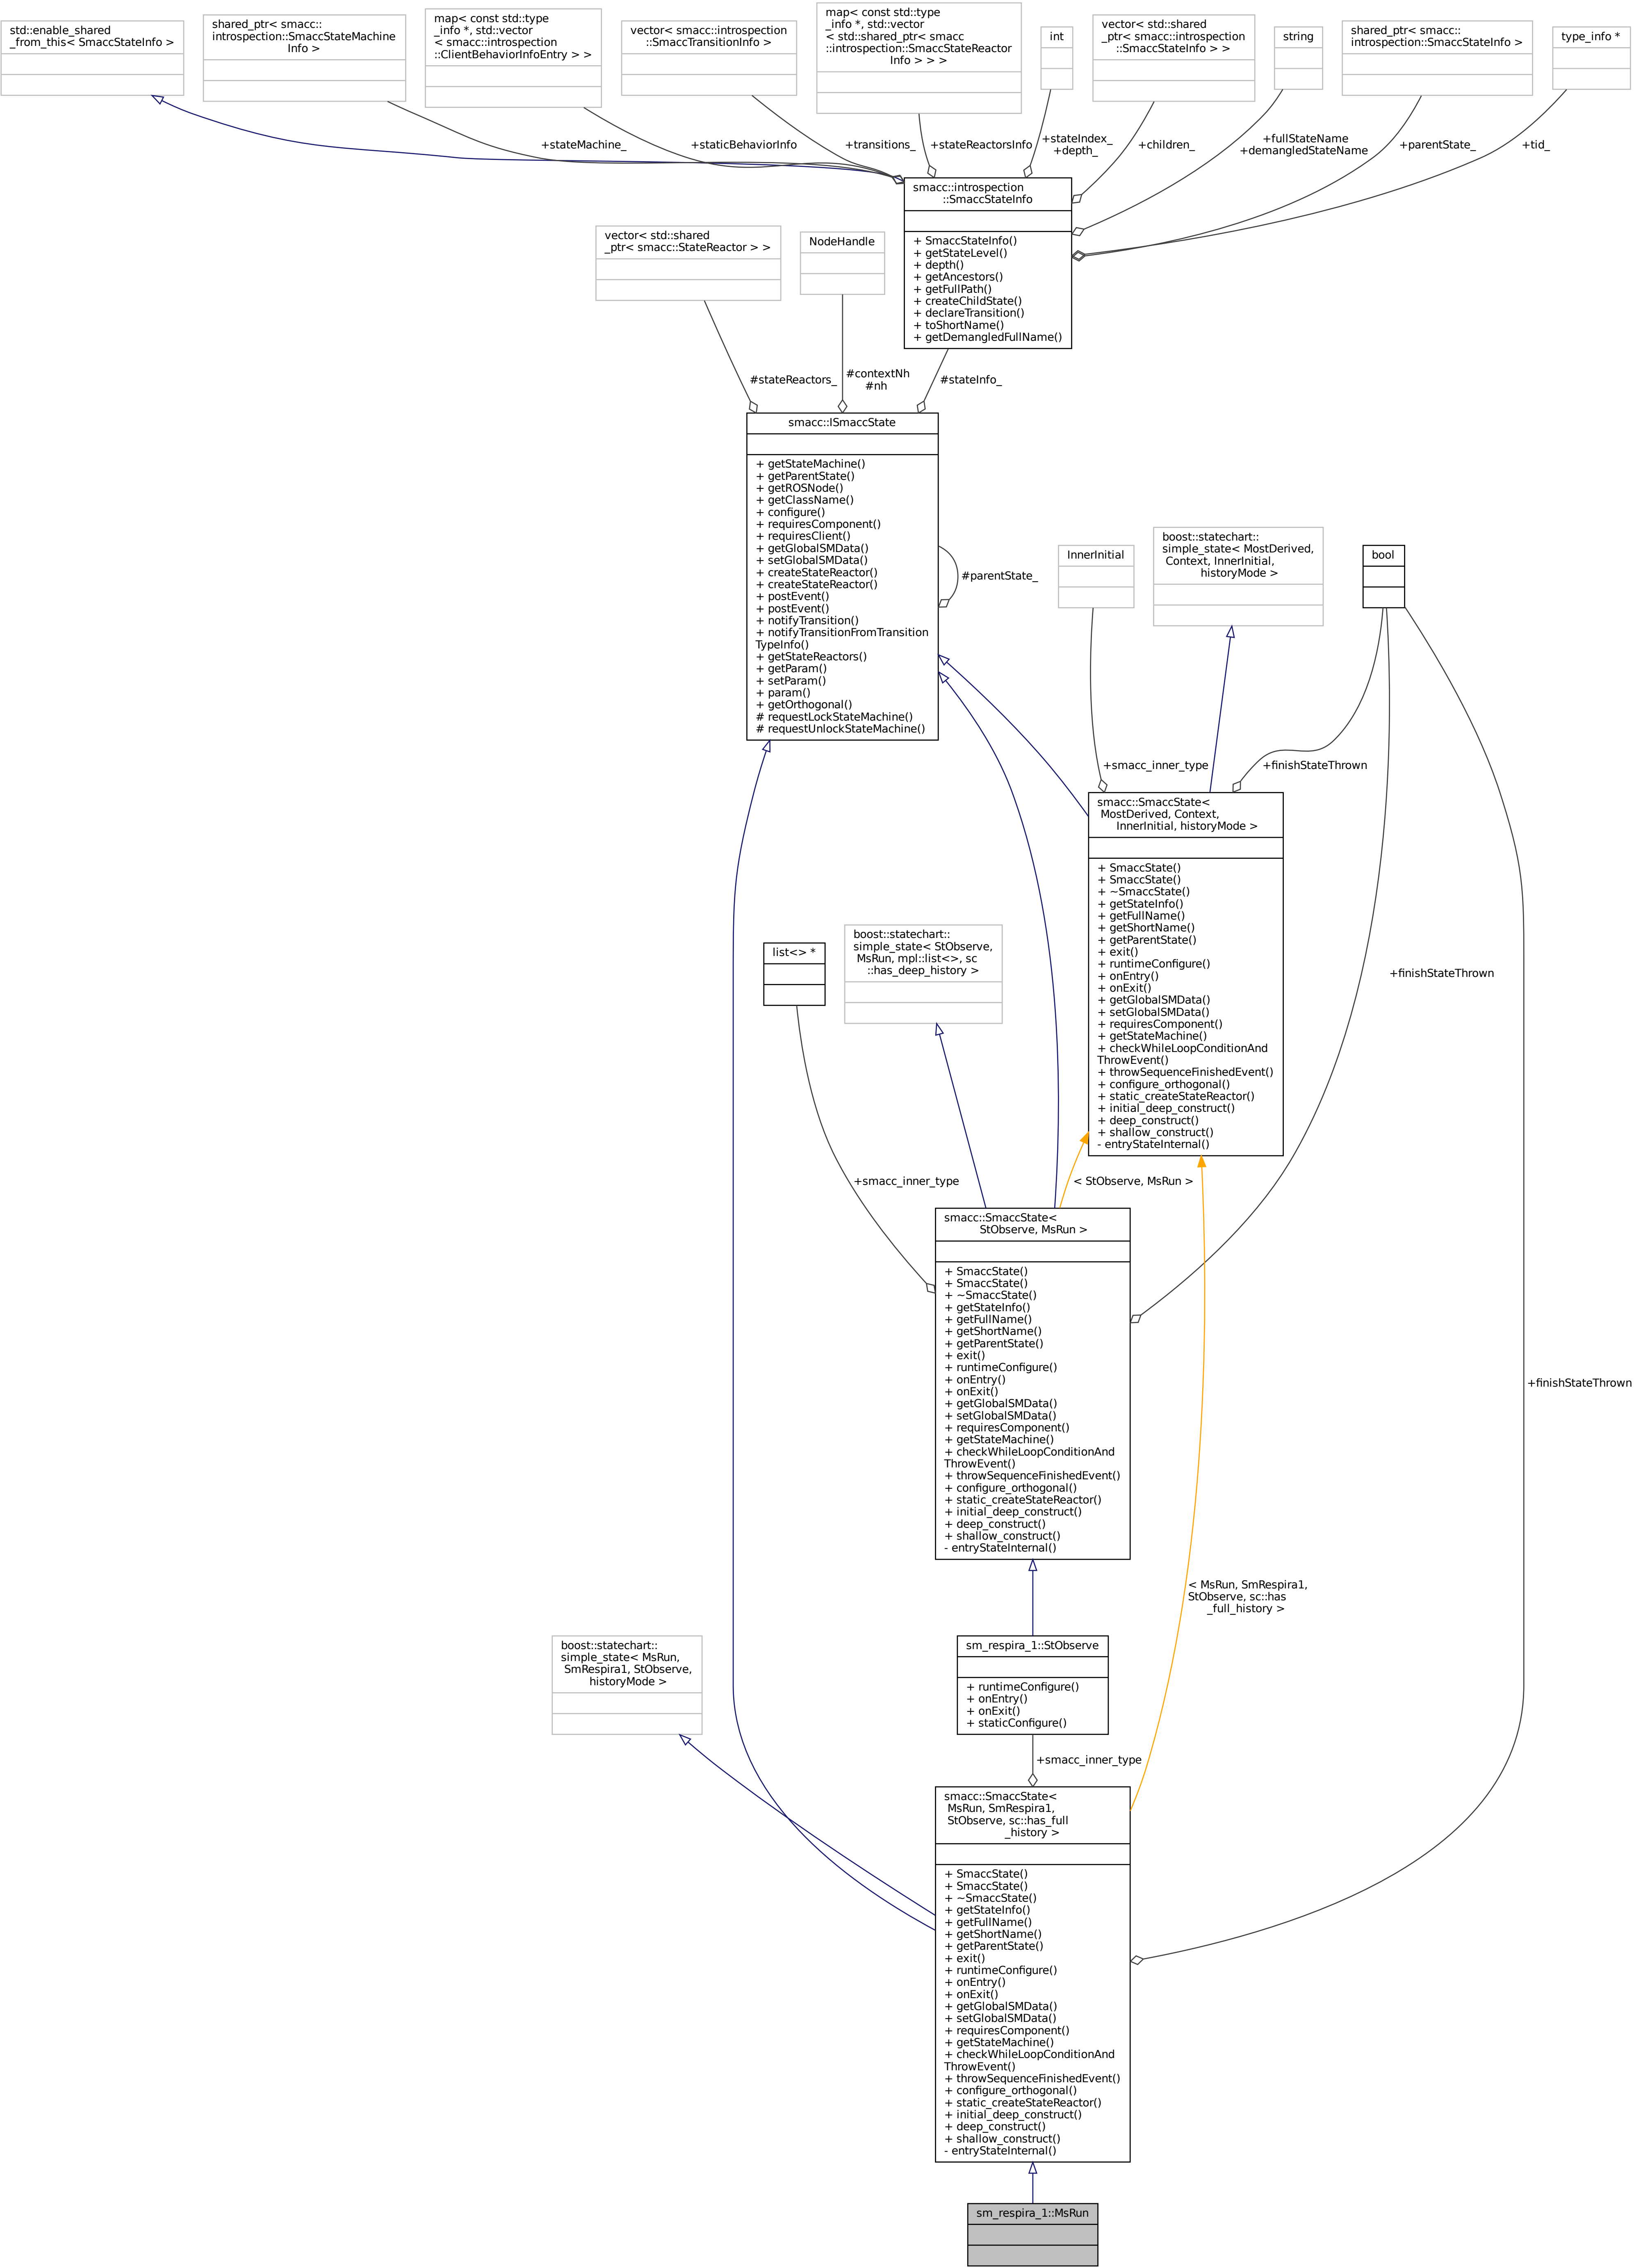 std::enable_shared
_from_this< SmaccStateInfo >
shared_ptr< smacc::
introspection::SmaccStateMachine
Info >
map< const std::type
_info *, std::vector
< smacc::introspection
::ClientBehaviorInfoEntry > >
vector< smacc::introspection
::SmaccTransitionInfo >
map< const std::type
_info *, std::vector
< std::shared_ptr< smacc
::introspection::SmaccStateReactor
Info > > >
int
vector< std::shared
_ptr< smacc::introspection
::SmaccStateInfo > >
string
shared_ptr< smacc::
introspection::SmaccStateInfo >
type_info *
+stateMachine_
+staticBehaviorInfo
+transitions_
+stateReactorsInfo
+stateIndex_
+depth_
+children_
+fullStateName
+demangledStateName
+parentState_
+tid_
smacc::introspection
::SmaccStateInfo
+ SmaccStateInfo()
+ getStateLevel()
+ depth()
+ getAncestors()
+ getFullPath()
+ createChildState()
+ declareTransition()
+ toShortName()
+ getDemangledFullName()
vector< std::shared
_ptr< smacc::StateReactor > >
NodeHandle
#stateReactors_
#contextNh
#nh
#stateInfo_
smacc::ISmaccState
+ getStateMachine()
+ getParentState()
+ getROSNode()
+ getClassName()
+ configure()
+ requiresComponent()
+ requiresClient()
+ getGlobalSMData()
+ setGlobalSMData()
+ createStateReactor()
+ createStateReactor()
+ postEvent()
+ postEvent()
+ notifyTransition()
+ notifyTransitionFromTransition
TypeInfo()
+ getStateReactors()
+ getParam()
+ setParam()
+ param()
+ getOrthogonal()
# requestLockStateMachine()
# requestUnlockStateMachine()
#parentState_
InnerInitial
boost::statechart::
simple_state< MostDerived,
Context, InnerInitial,
historyMode >
bool
+smacc_inner_type
+finishStateThrown
smacc::SmaccState<
MostDerived, Context,
InnerInitial, historyMode >
+ SmaccState()
+ SmaccState()
+ ~SmaccState()
+ getStateInfo()
+ getFullName()
+ getShortName()
+ getParentState()
+ exit()
+ runtimeConfigure()
+ onEntry()
+ onExit()
+ getGlobalSMData()
+ setGlobalSMData()
+ requiresComponent()
+ getStateMachine()
+ checkWhileLoopConditionAnd
ThrowEvent()
+ throwSequenceFinishedEvent()
+ configure_orthogonal()
+ static_createStateReactor()
+ initial_deep_construct()
+ deep_construct()
+ shallow_construct()
- entryStateInternal()
list<> *
boost::statechart::
simple_state< StObserve,
MsRun, mpl::list<>, sc
::has_deep_history >
+finishStateThrown
+smacc_inner_type
< StObserve, MsRun >
smacc::SmaccState<
StObserve, MsRun >
+ SmaccState()
+ SmaccState()
+ ~SmaccState()
+ getStateInfo()
+ getFullName()
+ getShortName()
+ getParentState()
+ exit()
+ runtimeConfigure()
+ onEntry()
+ onExit()
+ getGlobalSMData()
+ setGlobalSMData()
+ requiresComponent()
+ getStateMachine()
+ checkWhileLoopConditionAnd
ThrowEvent()
+ throwSequenceFinishedEvent()
+ configure_orthogonal()
+ static_createStateReactor()
+ initial_deep_construct()
+ deep_construct()
+ shallow_construct()
- entryStateInternal()
+finishStateThrown
< MsRun, SmRespira1,
StObserve, sc::has
_full_history >
boost::statechart::
simple_state< MsRun,
SmRespira1, StObserve,
historyMode >
sm_respira_1::StObserve
+ runtimeConfigure()
+ onEntry()
+ onExit()
+ staticConfigure()
+smacc_inner_type
smacc::SmaccState<
MsRun, SmRespira1,
StObserve, sc::has_full
_history >
+ SmaccState()
+ SmaccState()
+ ~SmaccState()
+ getStateInfo()
+ getFullName()
+ getShortName()
+ getParentState()
+ exit()
+ runtimeConfigure()
+ onEntry()
+ onExit()
+ getGlobalSMData()
+ setGlobalSMData()
+ requiresComponent()
+ getStateMachine()
+ checkWhileLoopConditionAnd
ThrowEvent()
+ throwSequenceFinishedEvent()
+ configure_orthogonal()
+ static_createStateReactor()
+ initial_deep_construct()
+ deep_construct()
+ shallow_construct()
- entryStateInternal()
sm_respira_1::MsRun